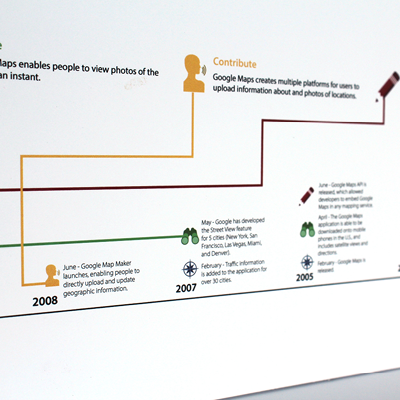 e
Maps enables people to view photos of the
an instant.
Contribute
Google Maps creates multiple platforms for users to
upload information about and photos of locations.
June - Google Map Maker
launches, enabling people to
directly upload and update
geographic information.
2008
May - Google has developed
the Street View feature
for 5 cities (New York, San
Francisco, Las Vegas, Miami,
and Denver).
February - Traffic information
is added to the application for
over 30 cities.
2007
June - Google Maps API is
released, which allowed
developers to embed Google
Maps in any mapping service.
April - The Google Maps
application is able to be
downloaded onto mobile
phones in the U.S, and
includes satellite views and
directions.
February - Google Maps is
released.
2005